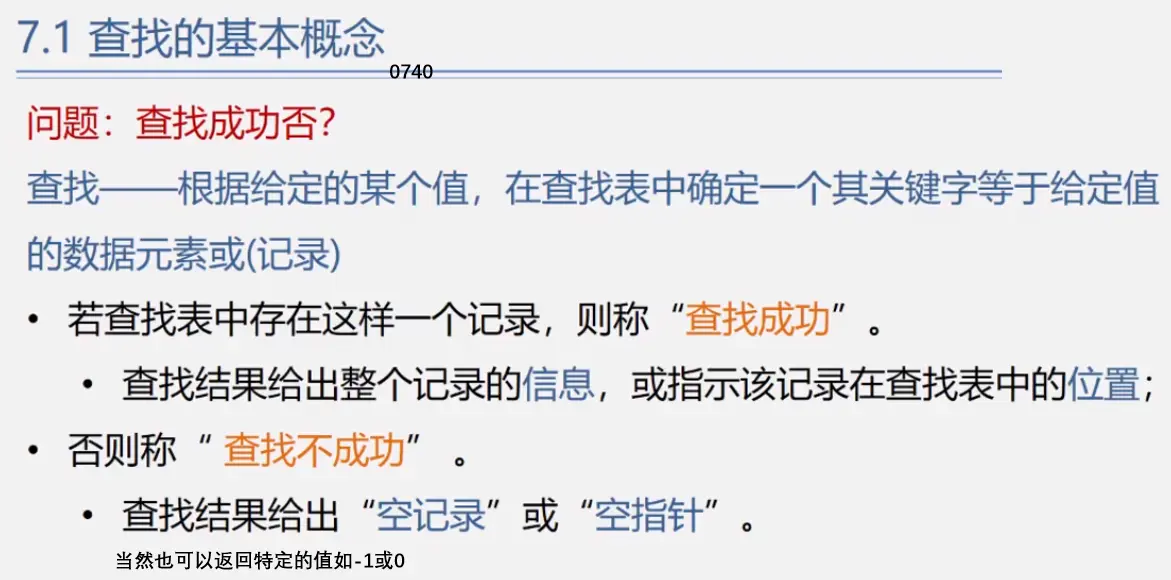 7.1 查找的基本概念
0740
问题：查找成功否？
查找——根据给定的某个值，在查找表中确定一个其关键字等于给定值
的数据元素或(记录)
• 若查找表中存在这样一个记录，则称“查找成功”。
• 查找结果给出整个记录的信息，或指示该记录在查找表中的位置；
• 否则称“ 查找不成功” 。
• 查找结果给出“空记录”或“空指针”。
当然也可以返回特定的值如-1或0